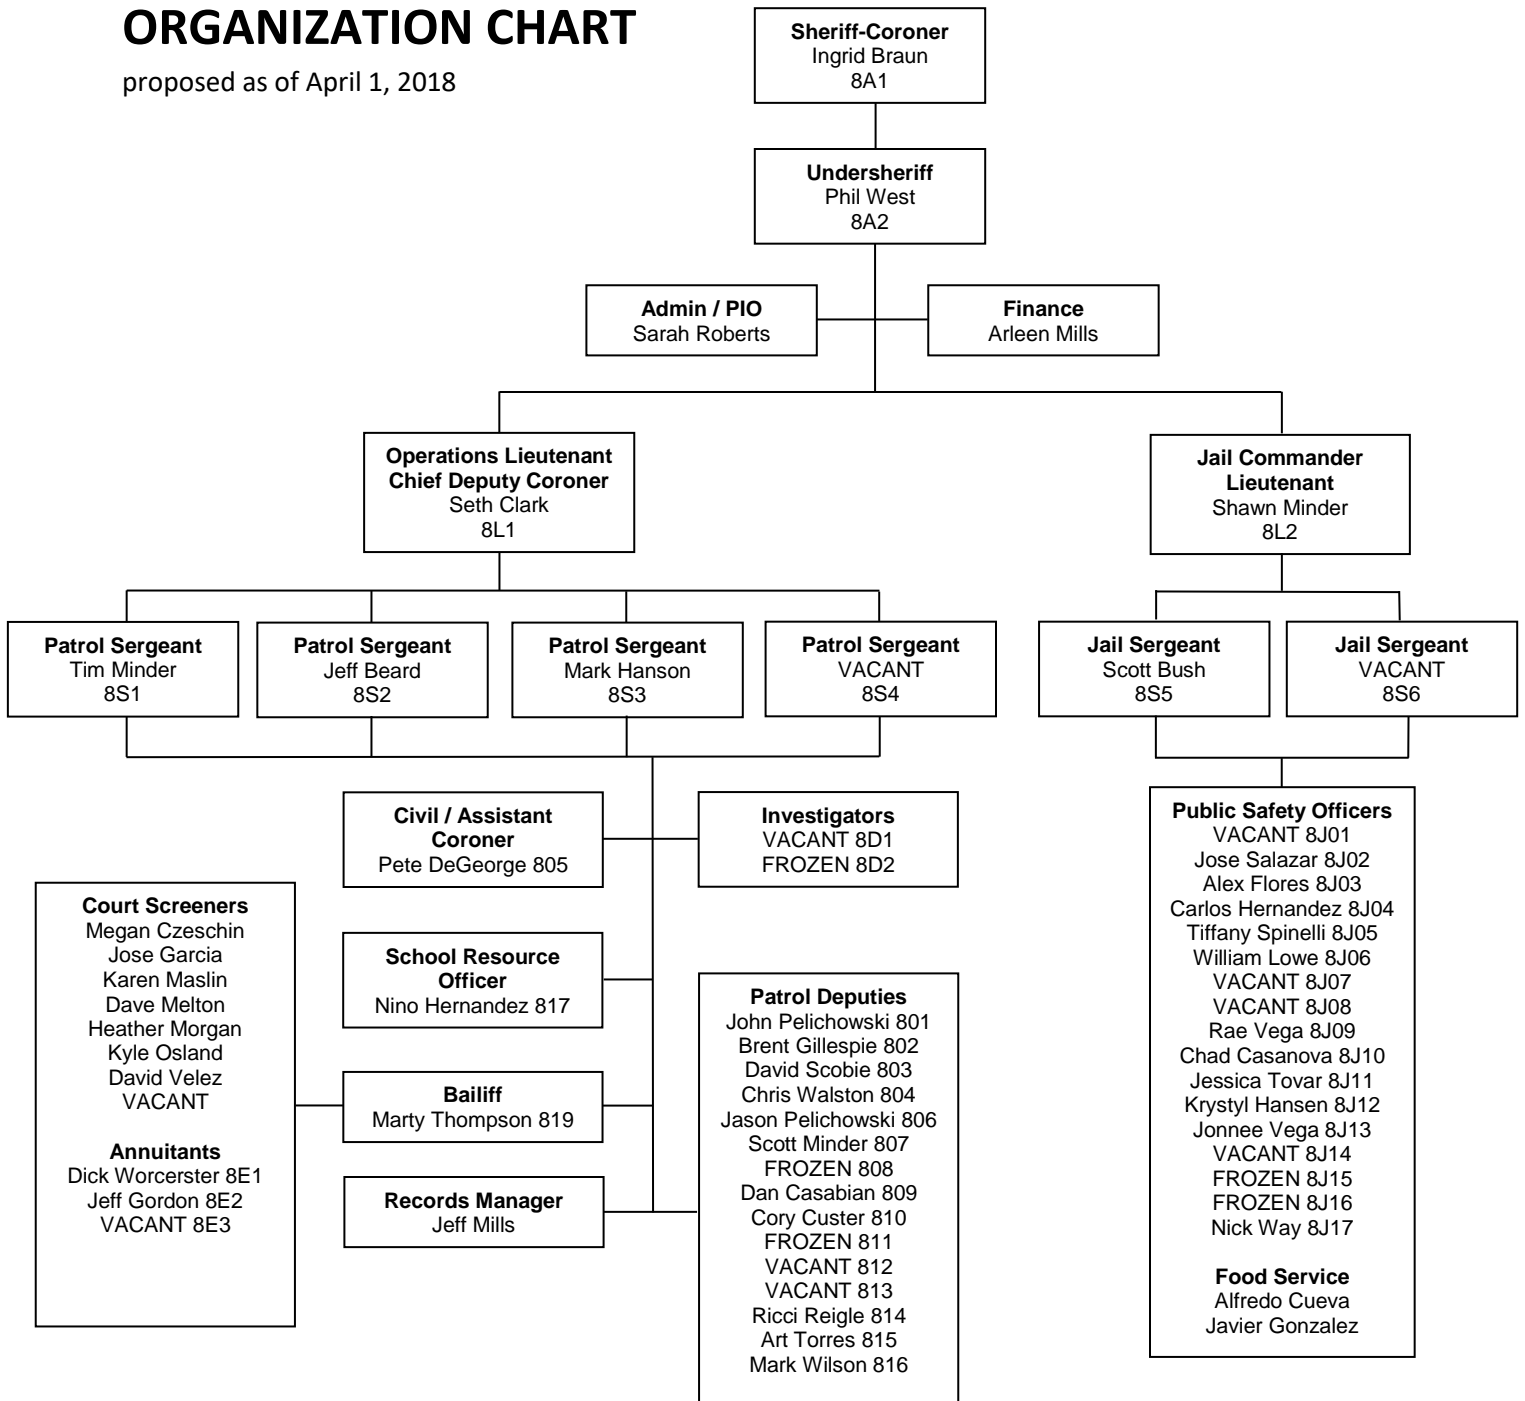 ORGANIZATION CHART
proposed as of April 1, 2018
Sheriff-Coroner
Ingrid Braun
8A1
Undersheriff
Phil West
8A2
Admin / PIO
Sarah Roberts
Finance
Arleen Mills
Operations Lieutenant
Chief Deputy Coroner
Seth Clark
8L1
Jail Commander
Lieutenant
Shawn Minder
8L2
Patrol Sergeant
Tim Minder
8S1
Patrol Sergeant
Jeff Beard
8S2
Patrol Sergeant
Mark Hanson
8S3
Patrol Sergeant
VACANT
8S4
Jail Sergeant
Scott Bush
8S5
Jail Sergeant
VACANT
8S6
Civil / Assistant
Coroner
Pete DeGeorge 805
Investigators
VACANT 8D1
FROZEN 8D2
Court Screeners
Megan Czeschin
Jose Garcia
Karen Maslin
Dave Melton
Heather Morgan
Kyle Osland
David Velez
VACANT
Annuitants
Dick Worcerster 8E1
Jeff Gordon 8E2
VACANT 8E3
School Resource
Officer
Nino Hernandez 817
Bailiff
Marty Thompson 819
Records Manager
Jeff Mills
Patrol Deputies
John Pelichowski 801
Brent Gillespie 802
David Scobie 803
Chris Walston 804
Jason Pelichowski 806
Scott Minder 807
FROZEN 808
Dan Casabian 809
Cory Custer 810
FROZEN 811
VACANT 812
VACANT 813
Ricci Reigle 814
Art Torres 815
Mark Wilson 816
Public Safety Officers
VACANT 8J01
Jose Salazar 8J02
Alex Flores 8J03
Carlos Hernandez 8J04
Tiffany Spinelli 8J05
William Lowe 8J06
VACANT 8J07
VACANT 8J08
Rae Vega 8J09
Chad Casanova 8J10
Jessica Tovar 8J11
Krystyl Hansen 8J12
Jonnee Vega 8J13
VACANT 8J14
FROZEN 8J15
FROZEN 8J16
Nick Way 8J17
Food Service
Alfredo Cueva
Javier Gonzalez